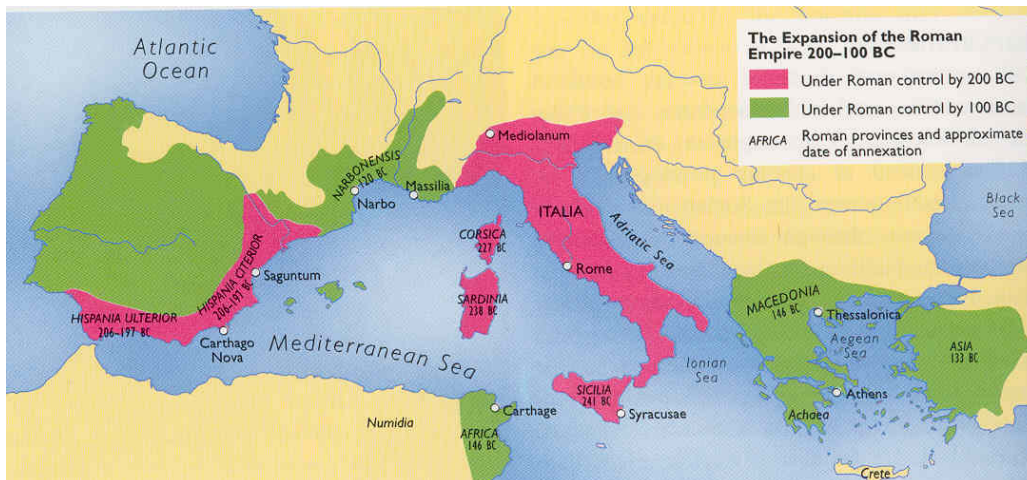 The Expansion of the Roman
Empire 200–100 BC
Under Roman control by 200 BC
Under Roman control by 100 BC
AFRICA
Roman provinces and approximate
date of annexation
Atlantic
Ocean
Mediolanum
NARBONENSIS
120 BC
Massilia
Narbo
ITALIA
Adriatic Sea
Black
Sea
CORSICA
227 BC
Rome
HISPANIA CITERIOR
206–197 BC
Saguntum
SARDINIA
238 BC
MACEDONIA
146 BC
Thessalonica
HISPANIA ULTERIOR
206–197 BC
Carthago
Nova
Mediterranean Sea
Aegean
Sea
ASIA
133 BC
Ionian
Sea
SICILIA
241 BC
Syracusae
Athens
Achaea
Carthage
Numidia
AFRICA
146 BC
Crete